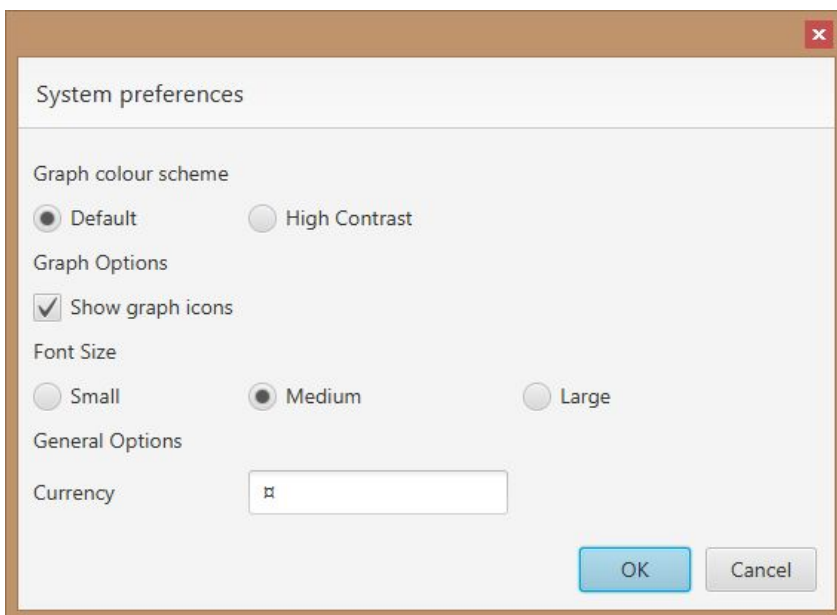 System preferences
Graph colour scheme
Default High Contrast
Graph Options
Show graph icons
Font Size
Small Medium Large
General Options
Currency ¤
OK Cancel